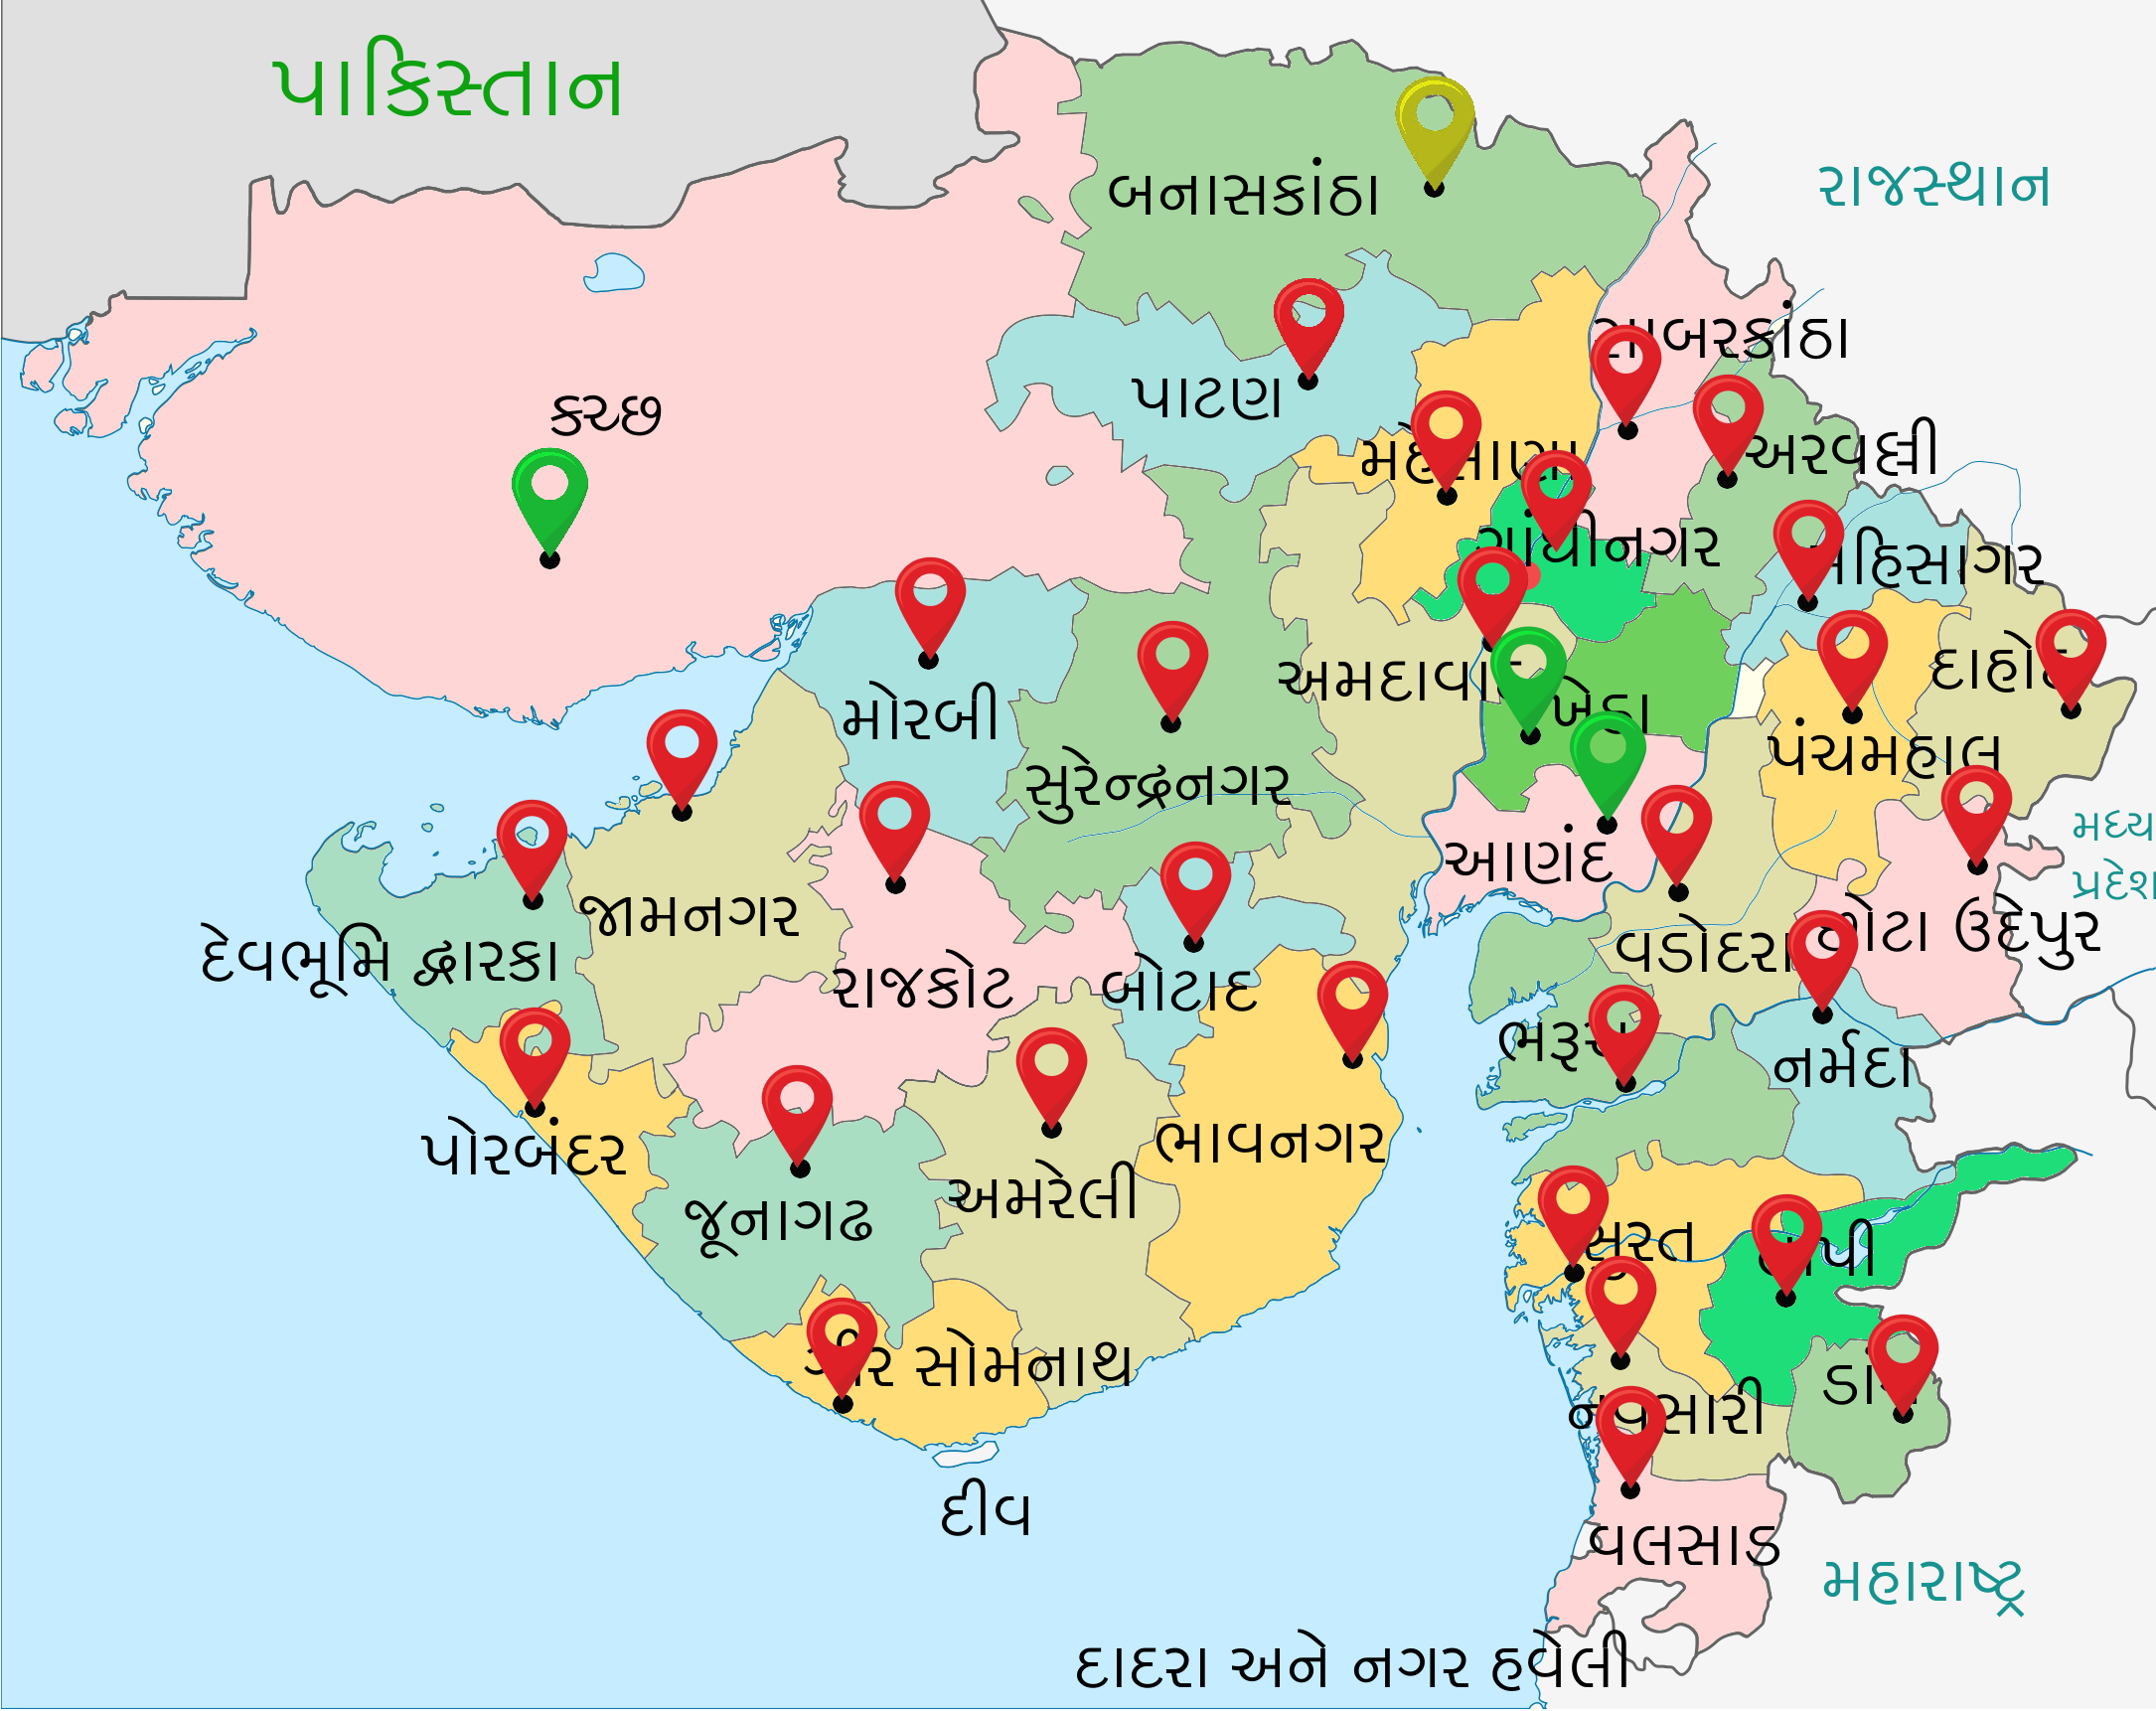 પાકિસ્તાન
બનાસકાંઠા
રાજસ્થાન
સાબરકાંઠા
પાટણ
કચ્છ
મહેસાણા
અરવલ્લી
ગાંધીનગર
મહિસાગર
અમદાવાદ
દાહોદ
ખેડા
મોરબી
પંચમહાલ
સુરેન્દ્રનગર
મધ્ય
પ્રદેશ
આણંદ
જામનગર
છોટા ઉદેપુર
વડોદરા
દેવભૂમિ દ્વારકા
રાજકોટ
બોટાદ
ભરૂચ
નર્મદા
પોરબંદર
ભાવનગર
અમરેલી
જૂનાગઢ
સુરત
તાપી
ગીર સોમનાથ
ડાંગ
નવસારી
દીવ
વલસાડ
મહારાષ્ટ્ર
દાદરા અને નગર હવેલી